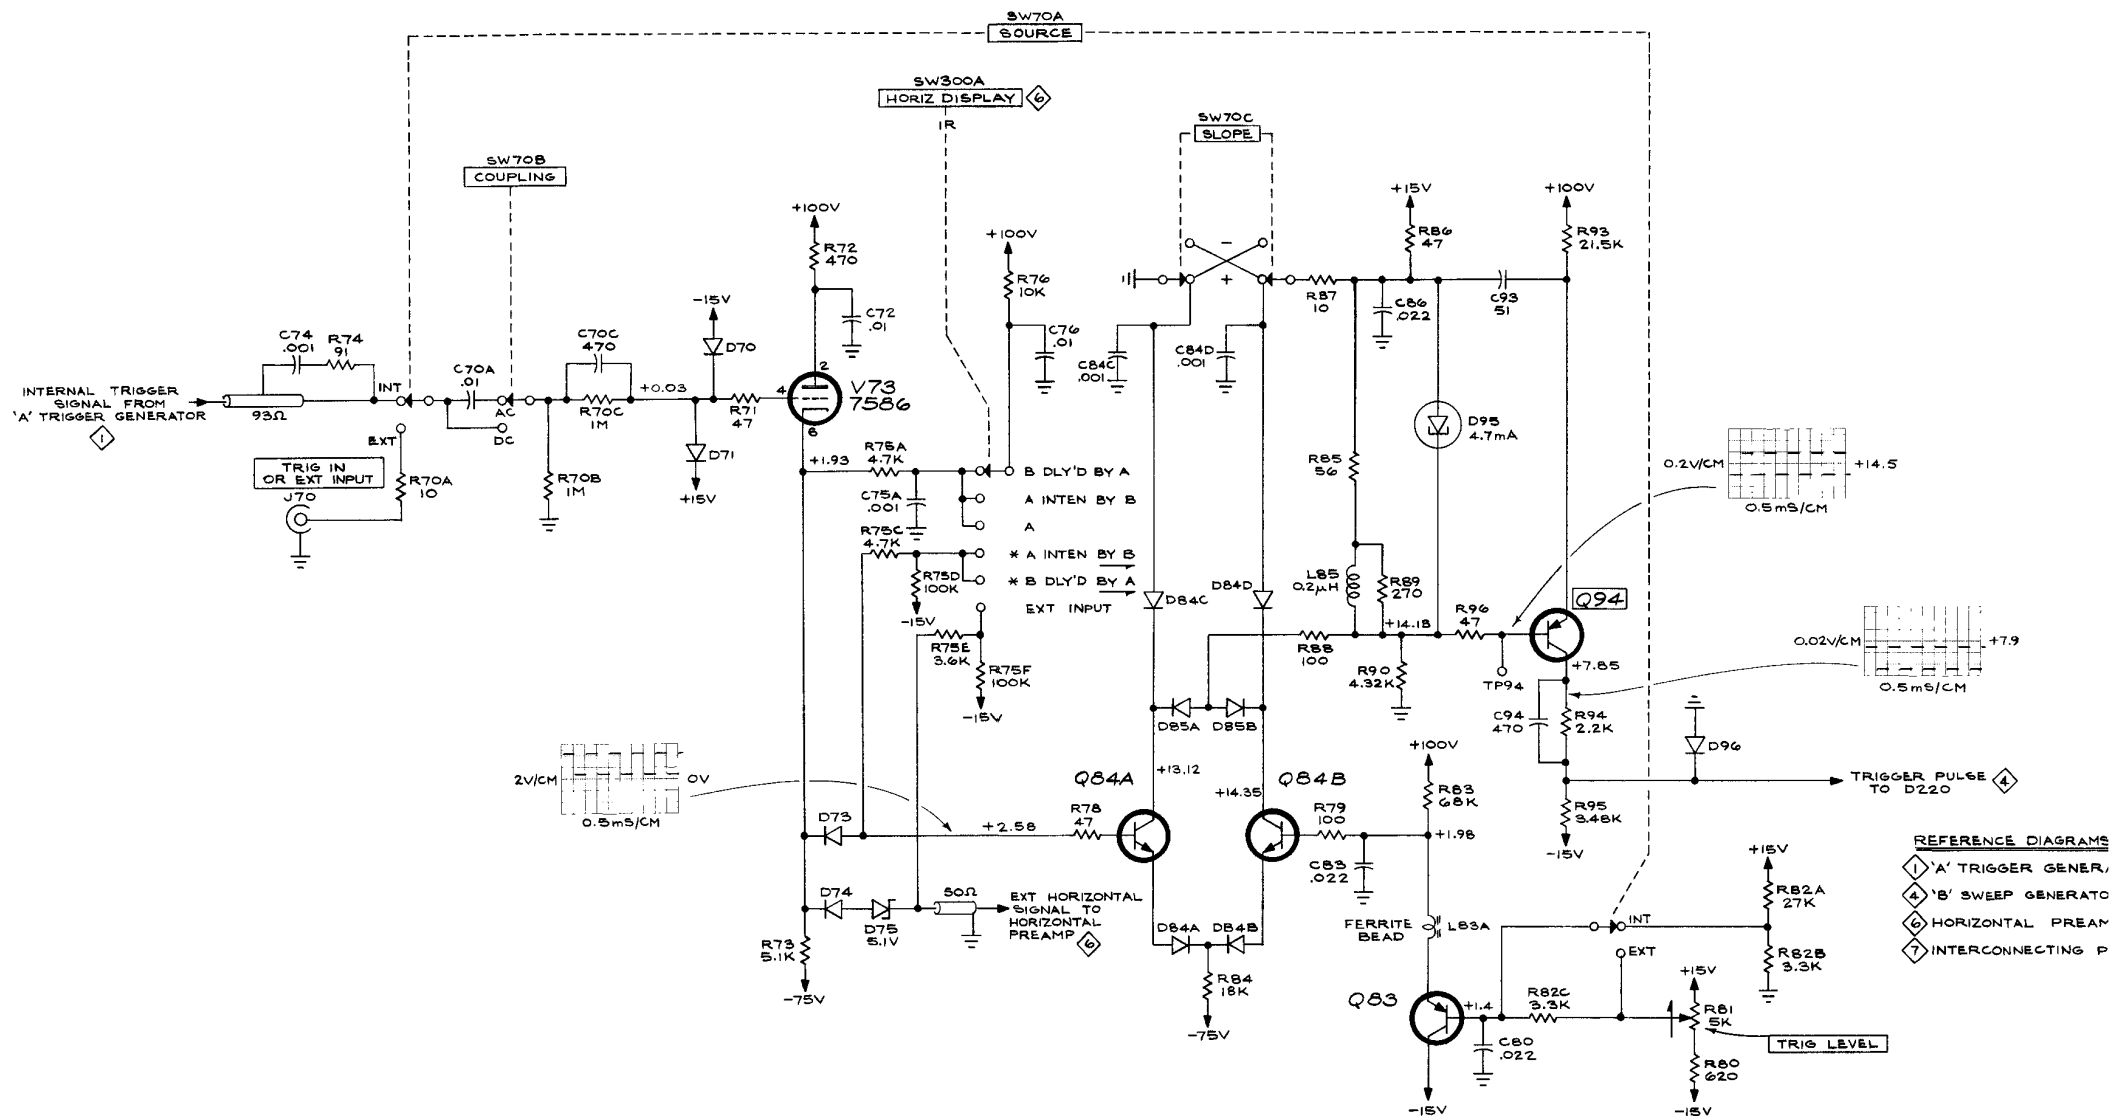 SW70A
SOURCE
SW300A
HORIZ DISPLAY 6
1R
SW70C
SLOPE
SW70B
COUPLING
+100V
R72
470
C72
.01
+100V
R76
10K
C76
.01
−
+
R87
10
+15V
R86
47
C86
.022
C93
51
+100V
R93
21.5K
-15V
D70
C74
.001
R74
91
C70A
.01
C70C
470
+0.03
INT
AC
DC
EXT
R70C
1M
R71
47
4
2
6
V73
7586
C84C
.001
C84D
.001
INTERNAL TRIGGER
SIGNAL FROM
'A' TRIGGER GENERATOR
1
93Ω
D71
+15V
D95
4.7mA
TRIG IN
OR EXT INPUT
J70
R70A
10
R70B
1M
+1.93
R75A
4.7K
C75A
.001
R75C
4.7K
R75D
100K
-15V
R75E
3.6K
R75F
100K
-15V
B DLY'D BY A
A INTEN BY B
A
* A INTEN BY B
* B DLY'D BY A
EXT INPUT
R85
56
L85
0.2µH
R89
270
D84C
D84D
+14.18
R96
47
R88
100
R90
4.32K
TP94
Q94
0.2V/CM
+14.5
0.5mS/CM
0.02V/CM
+7.9
0.5mS/CM
+7.85
C94
470
R94
2.2K
D96
D85A
D85B
2V/CM
0V
0.5mS/CM
Q84A
+13.12
Q84B
+14.35
+100V
R83
68K
TRIGGER PULSE
TO D220
4
R95
3.48K
-15V
D73
+2.58
R78
47
R79
100
+1.98
C83
.022
D74
D75
5.1V
50Ω
EXT HORIZONTAL
SIGNAL TO
HORIZONTAL
PREAMP 6
R73
5.1K
-75V
D84A
D84B
R84
18K
-75V
FERRITE
BEAD
L83A
INT
EXT
+15V
R82A
27K
R82B
3.3K
Q83
+1.4
R82C
3.3K
C80
.022
-15V
+15V
R81
5K
R80
620
-15V
TRIG LEVEL
REFERENCE DIAGRAMS
1 'A' TRIGGER GENERA
4 'B' SWEEP GENERATO
6 HORIZONTAL PREAM
7 INTERCONNECTING P